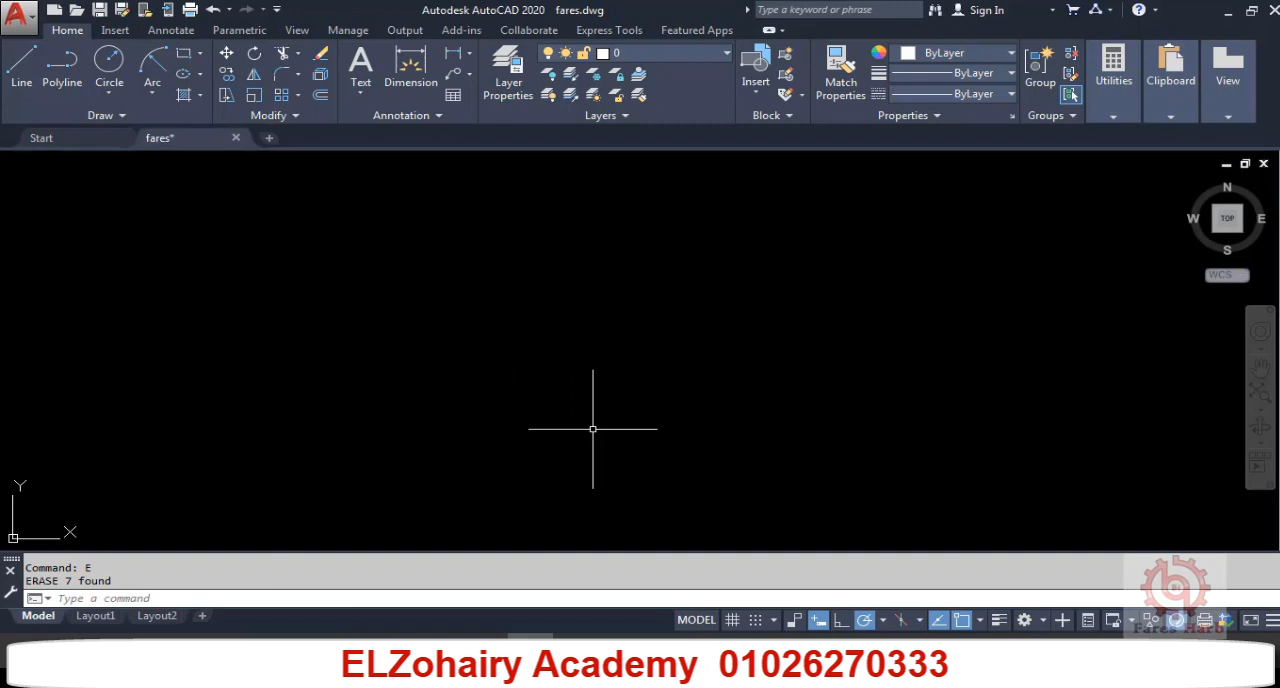 Autodesk AutoCAD 2020 fares.dwg
Type a keyword or phrase
Sign In
Home Insert Annotate Parametric View Manage Output Add-ins Collaborate Express Tools Featured Apps
0
ByLayer
ByLayer
ByLayer
Line Polyline Circle Arc Text Dimension Layer Properties Insert Match Properties Group Utilities Clipboard View
Draw Modify Annotation Layers Block Properties Groups
Start fares*
N
W TOP E
S
WCS
Y
X
Command: E
ERASE 7 found
Type a command
Model Layout1 Layout2 MODEL
Fares Harb
ELZohairy Academy 01026270333